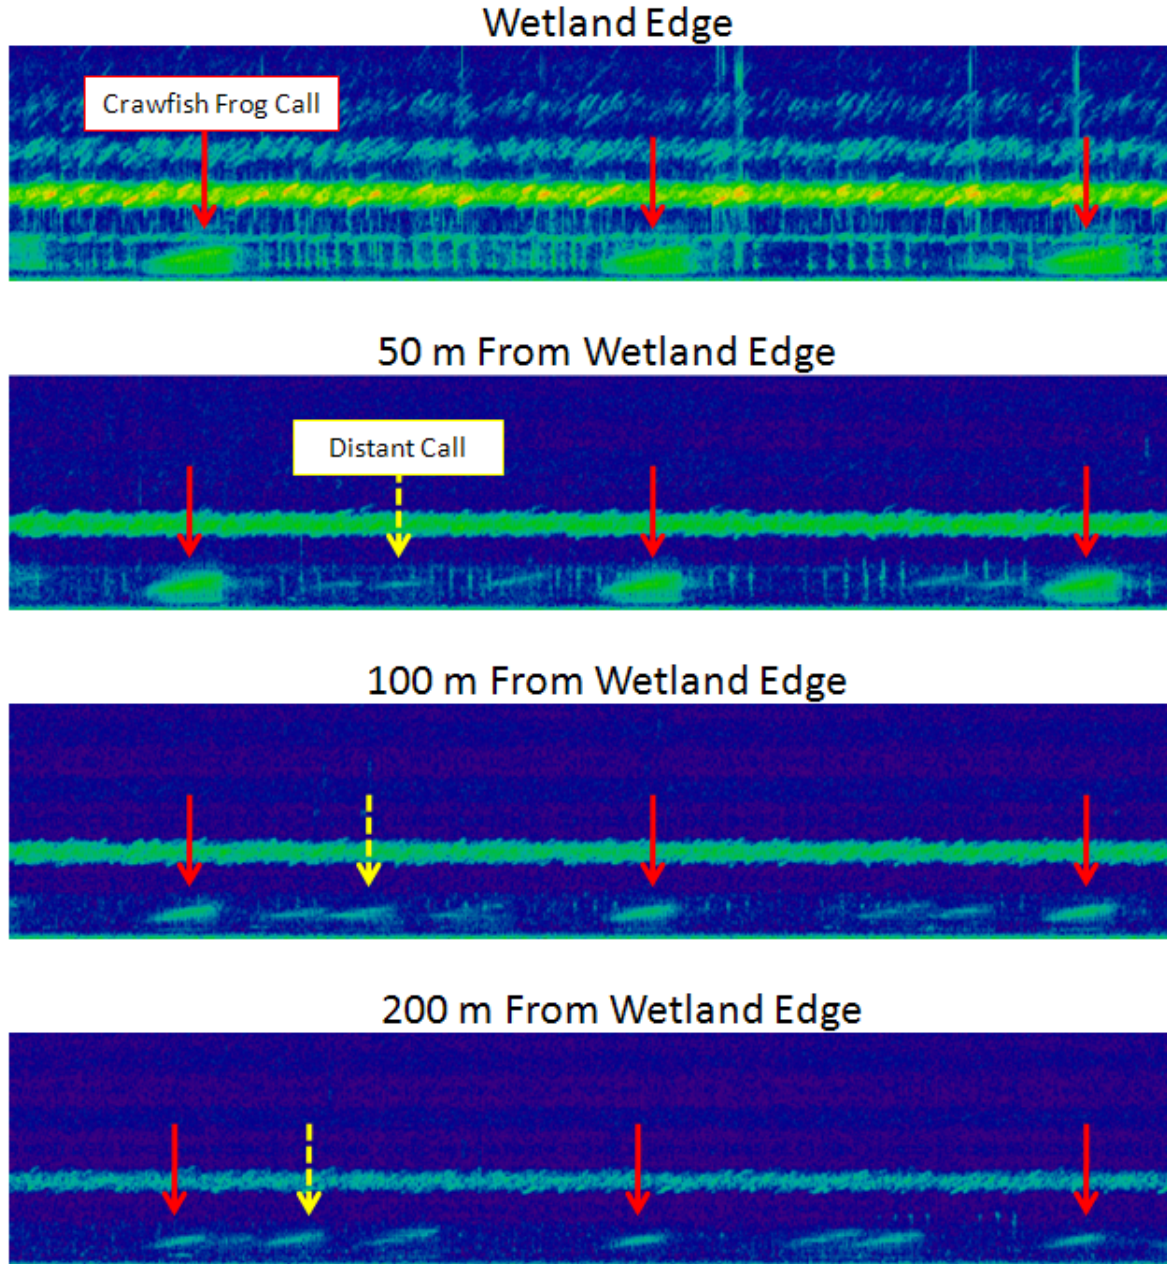 Wetland Edge
Crawfish Frog Call
50 m From Wetland Edge
Distant Call
100 m From Wetland Edge
200 m From Wetland Edge